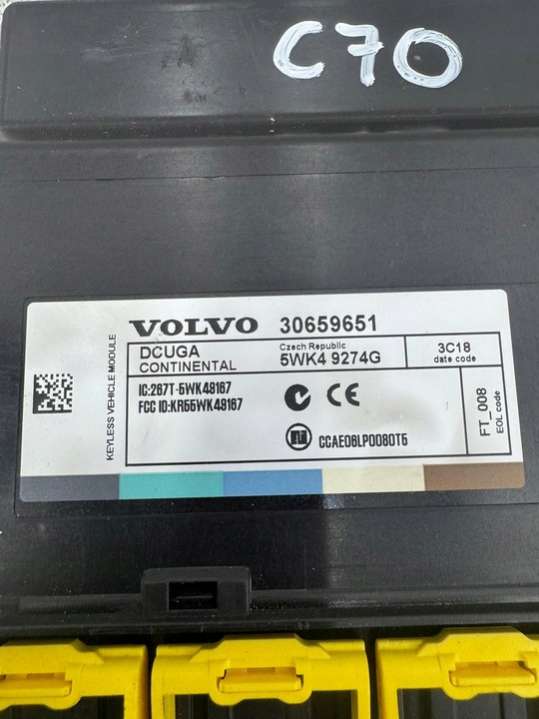 C70
VOLVO 30659651
KEYLESS VEHICLE MODULE
DCUGA
CONTINENTAL
Czech Republic
5WK4 9274G
3C18
date code
IC:267T-5WK48167
FCC ID:KR55WK48167
CE
CCAE06LP0080T5
FT_008
EOL code